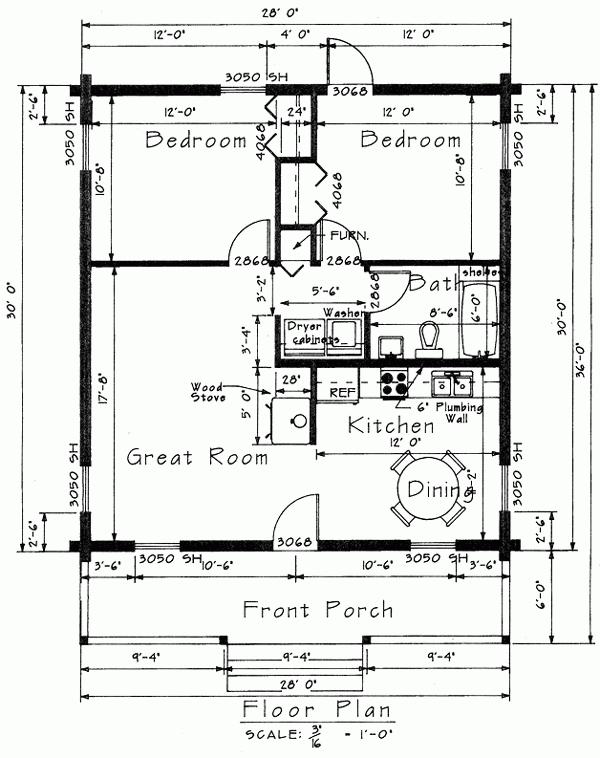 28' 0"
12'-0"
4' 0"
12' 0"
3050 SH
3068
2'-6"
2'-6"
12'-0"
24"
12' 0"
Bedroom
Bedroom
3050 SH
3050 SH
4068
10'-8"
10'-8"
4068
FURN.
2868
2868
shelves
Bath
3'-2"
5'-6"
2868
8'-6"
6'-0"
Washer
Dryer
cabinets
3'-4"
30' 0"
30'-0"
36'-0"
17'-8"
Wood
Stove
28"
REF
6" Plumbing
Wall
5' 0"
Kitchen
12' 0"
Great Room
Dining
3050 SH
3050 SH
2'-6"
2'-6"
3068
3050 SH
3050 SH
3'-6"
10'-6"
10'-6"
3'-6"
6'-0"
Front Porch
9'-4"
9'-4"
9'-4"
28' 0"
Floor Plan
SCALE: 3"/16 = 1'-0"